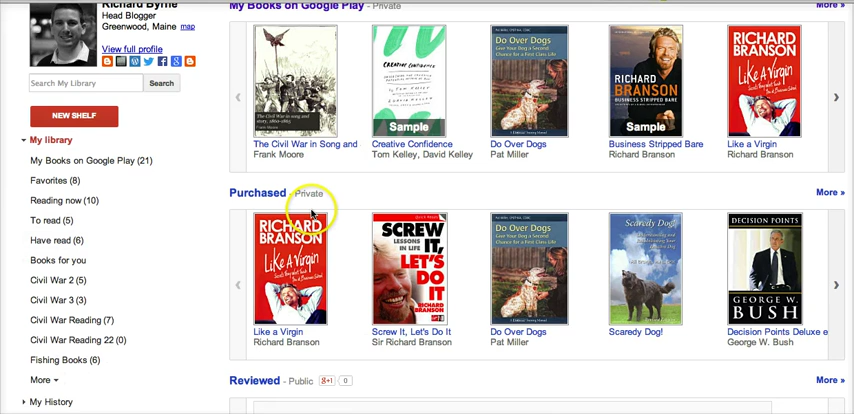 Richard Byrne
Head Blogger
Greenwood, Maine map
View full profile
Search My Library
Search
NEW SHELF
My library
My Books on Google Play (21)
Favorites (8)
Reading now (10)
To read (5)
Have read (6)
Books for you
Civil War 2 (5)
Civil War 3 (3)
Civil War Reading (7)
Civil War Reading 22 (0)
Fishing Books (6)
More
My History
My Books on Google Play - Private
More »
CREATIVE CONFIDENCE
Sample
Do Over Dogs
RICHARD
BRANSON
BUSINESS STRIPPED BARE
Sample
RICHARD
BRANSON
Like A Virgin
The Civil War in Song and
Frank Moore
Creative Confidence
Tom Kelley, David Kelley
Do Over Dogs
Pat Miller
Business Stripped Bare
Richard Branson
Like a Virgin
Richard Branson
Purchased - Private
More »
RICHARD
BRANSON
Like A Virgin
SCREW
IT,
LESSONS
IN LIFE
LET'S
DO
IT
RICHARD
BRANSON
Do Over Dogs
Scaredy Dog!
DECISION POINTS
GEORGE W.
BUSH
Like a Virgin
Richard Branson
Screw It, Let's Do It
Sir Richard Branson
Do Over Dogs
Pat Miller
Scaredy Dog!
Decision Points Deluxe e
George W. Bush
Reviewed - Public
g+1
0
More »